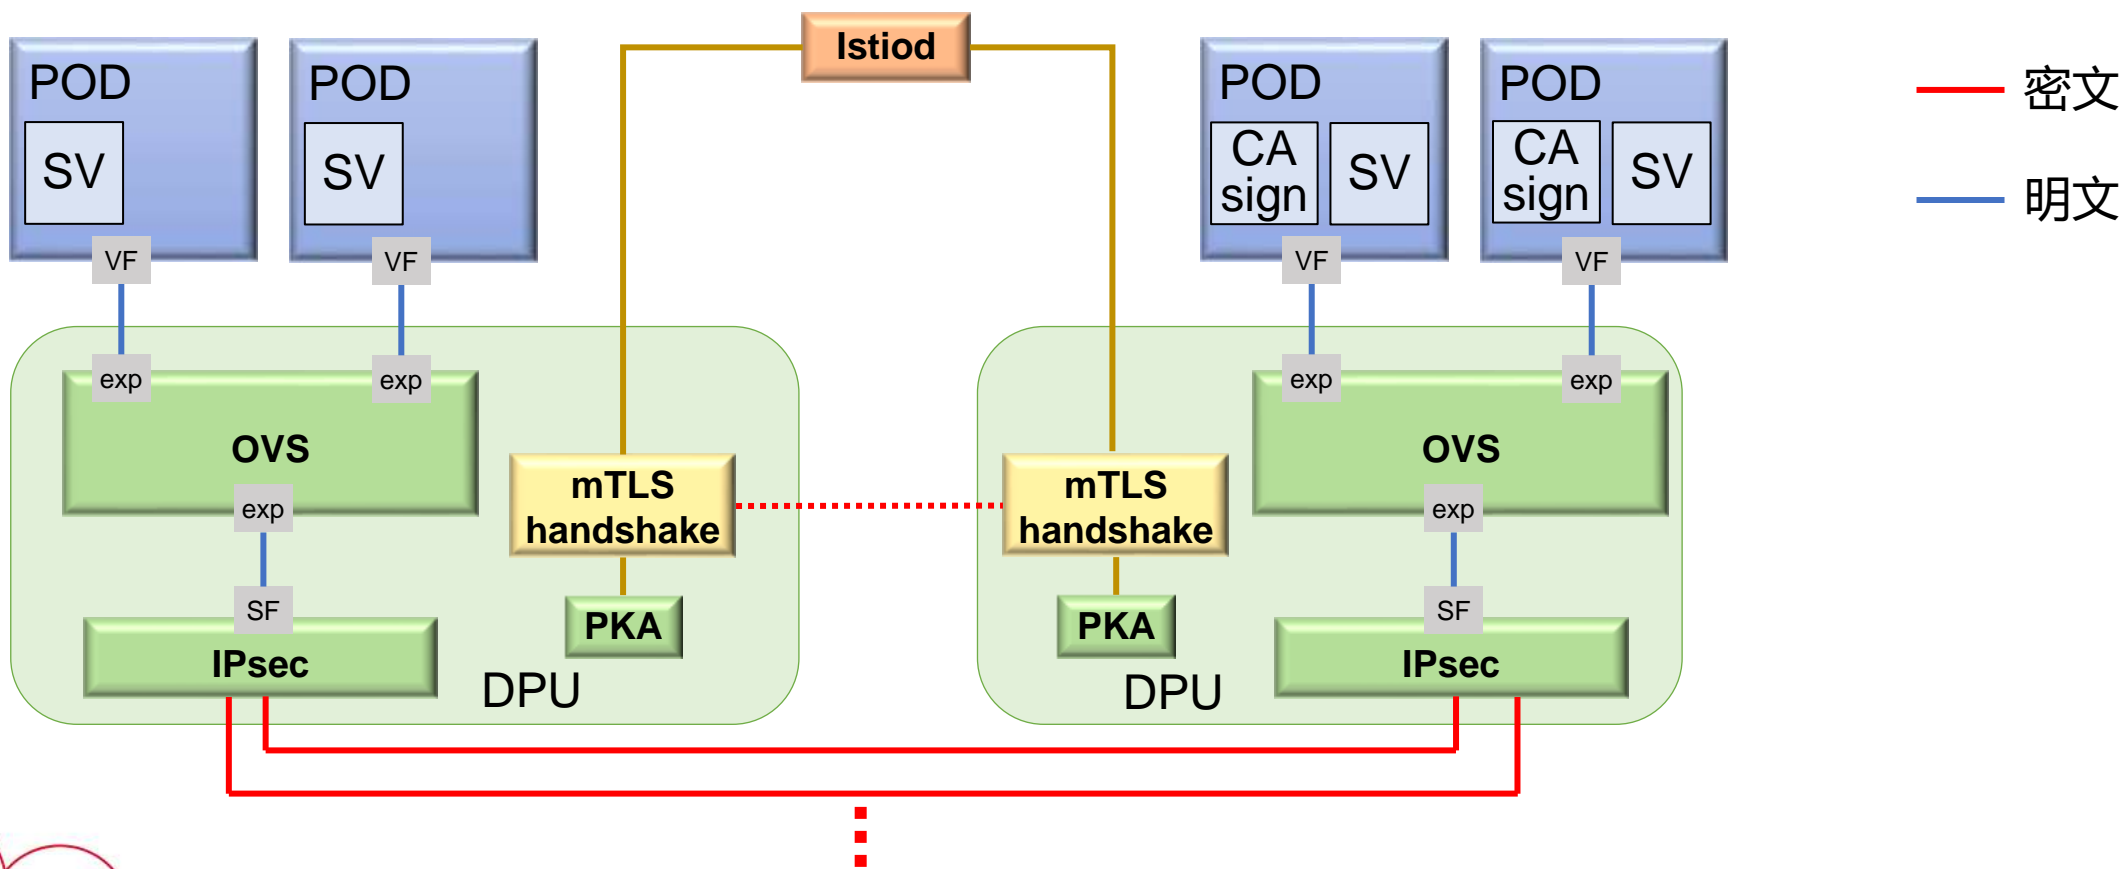 Istiod
POD
SV
VF
POD
SV
VF
POD
CA
sign
SV
VF
POD
CA
sign
SV
VF
密文
明文
exp
exp
OVS
exp
SF
IPsec
mTLS
handshake
PKA
DPU
mTLS
handshake
PKA
DPU
exp
exp
OVS
exp
SF
IPsec